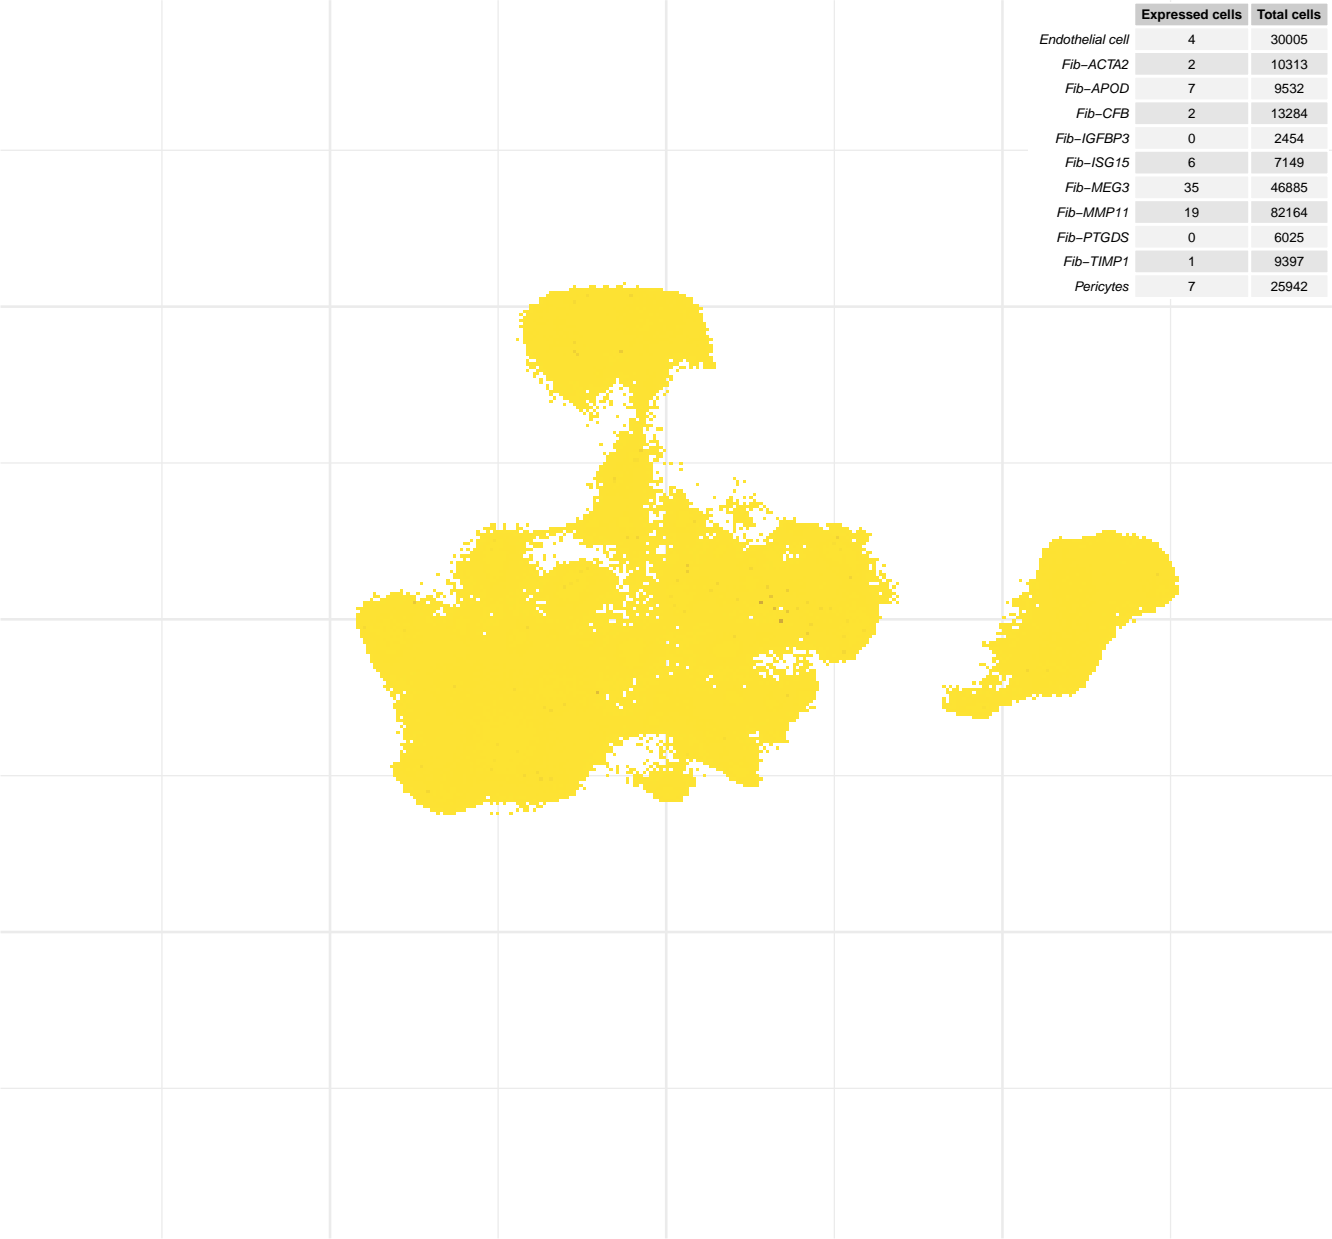 Expressed cells Total cells
Endothelial cell 4 30005
Fib−ACTA2 2 10313
Fib−APOD 7 9532
Fib−CFB 2 13284
Fib−IGFBP3 0 2454
Fib−ISG15 6 7149
Fib−MEG3 35 46885
Fib−MMP11 19 82164
Fib−PTGDS 0 6025
Fib−TIMP1 1 9397
Pericytes 7 25942